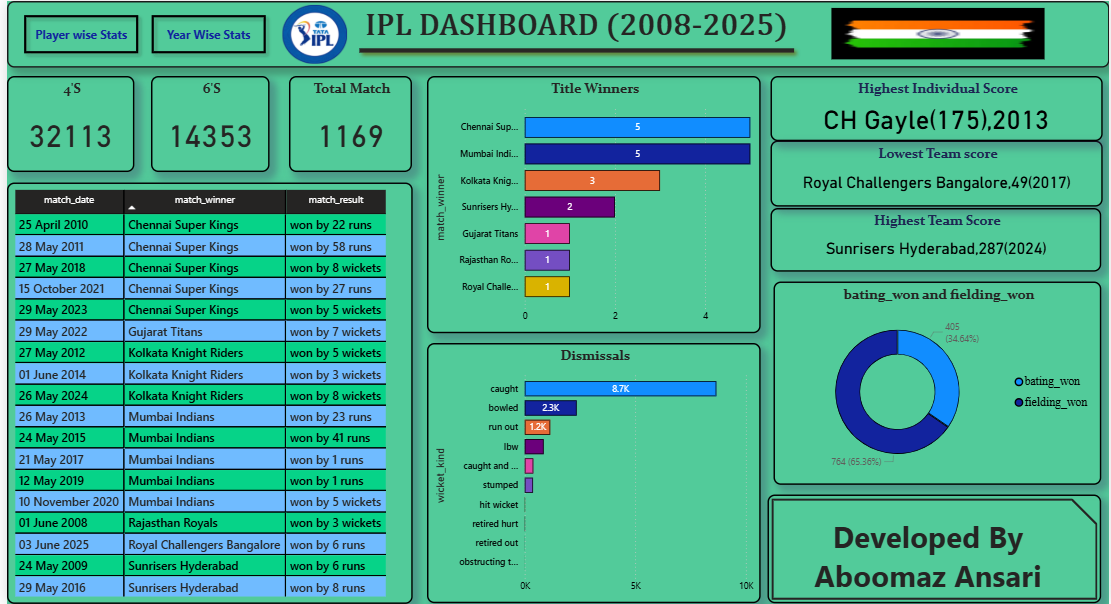 Player wise Stats
Year Wise Stats
TATA
IPL
IPL DASHBOARD (2008-2025)
4'S
32113
6'S
14353
Total Match
1169
match_date match_winner match_result
25 April 2010 Chennai Super Kings won by 22 runs
28 May 2011 Chennai Super Kings won by 58 runs
27 May 2018 Chennai Super Kings won by 8 wickets
15 October 2021 Chennai Super Kings won by 27 runs
29 May 2023 Chennai Super Kings won by 5 wickets
29 May 2022 Gujarat Titans won by 7 wickets
27 May 2012 Kolkata Knight Riders won by 5 wickets
01 June 2014 Kolkata Knight Riders won by 3 wickets
26 May 2024 Kolkata Knight Riders won by 8 wickets
26 May 2013 Mumbai Indians won by 23 runs
24 May 2015 Mumbai Indians won by 41 runs
21 May 2017 Mumbai Indians won by 1 runs
12 May 2019 Mumbai Indians won by 1 runs
10 November 2020 Mumbai Indians won by 5 wickets
01 June 2008 Rajasthan Royals won by 3 wickets
03 June 2025 Royal Challengers Bangalore won by 6 runs
24 May 2009 Sunrisers Hyderabad won by 6 runs
29 May 2016 Sunrisers Hyderabad won by 8 runs
Title Winners
match_winner
Chennai Sup... 5
Mumbai Indi... 5
Kolkata Knig... 3
Sunrisers Hy... 2
Gujarat Titans 1
Rajasthan Ro... 1
Royal Challe... 1
0 2 4
Dismissals
wicket_kind
caught 8.7K
bowled 2.3K
run out 1.2K
lbw
caught and ...
stumped
hit wicket
retired hurt
retired out
obstructing t...
0K 5K 10K
Highest Individual Score
CH Gayle(175),2013
Lowest Team score
Royal Challengers Bangalore,49(2017)
Highest Team Score
Sunrisers Hyderabad,287(2024)
bating_won and fielding_won
405
(34.64%)
764 (65.36%)
bating_won
fielding_won
Developed By
Aboomaz Ansari